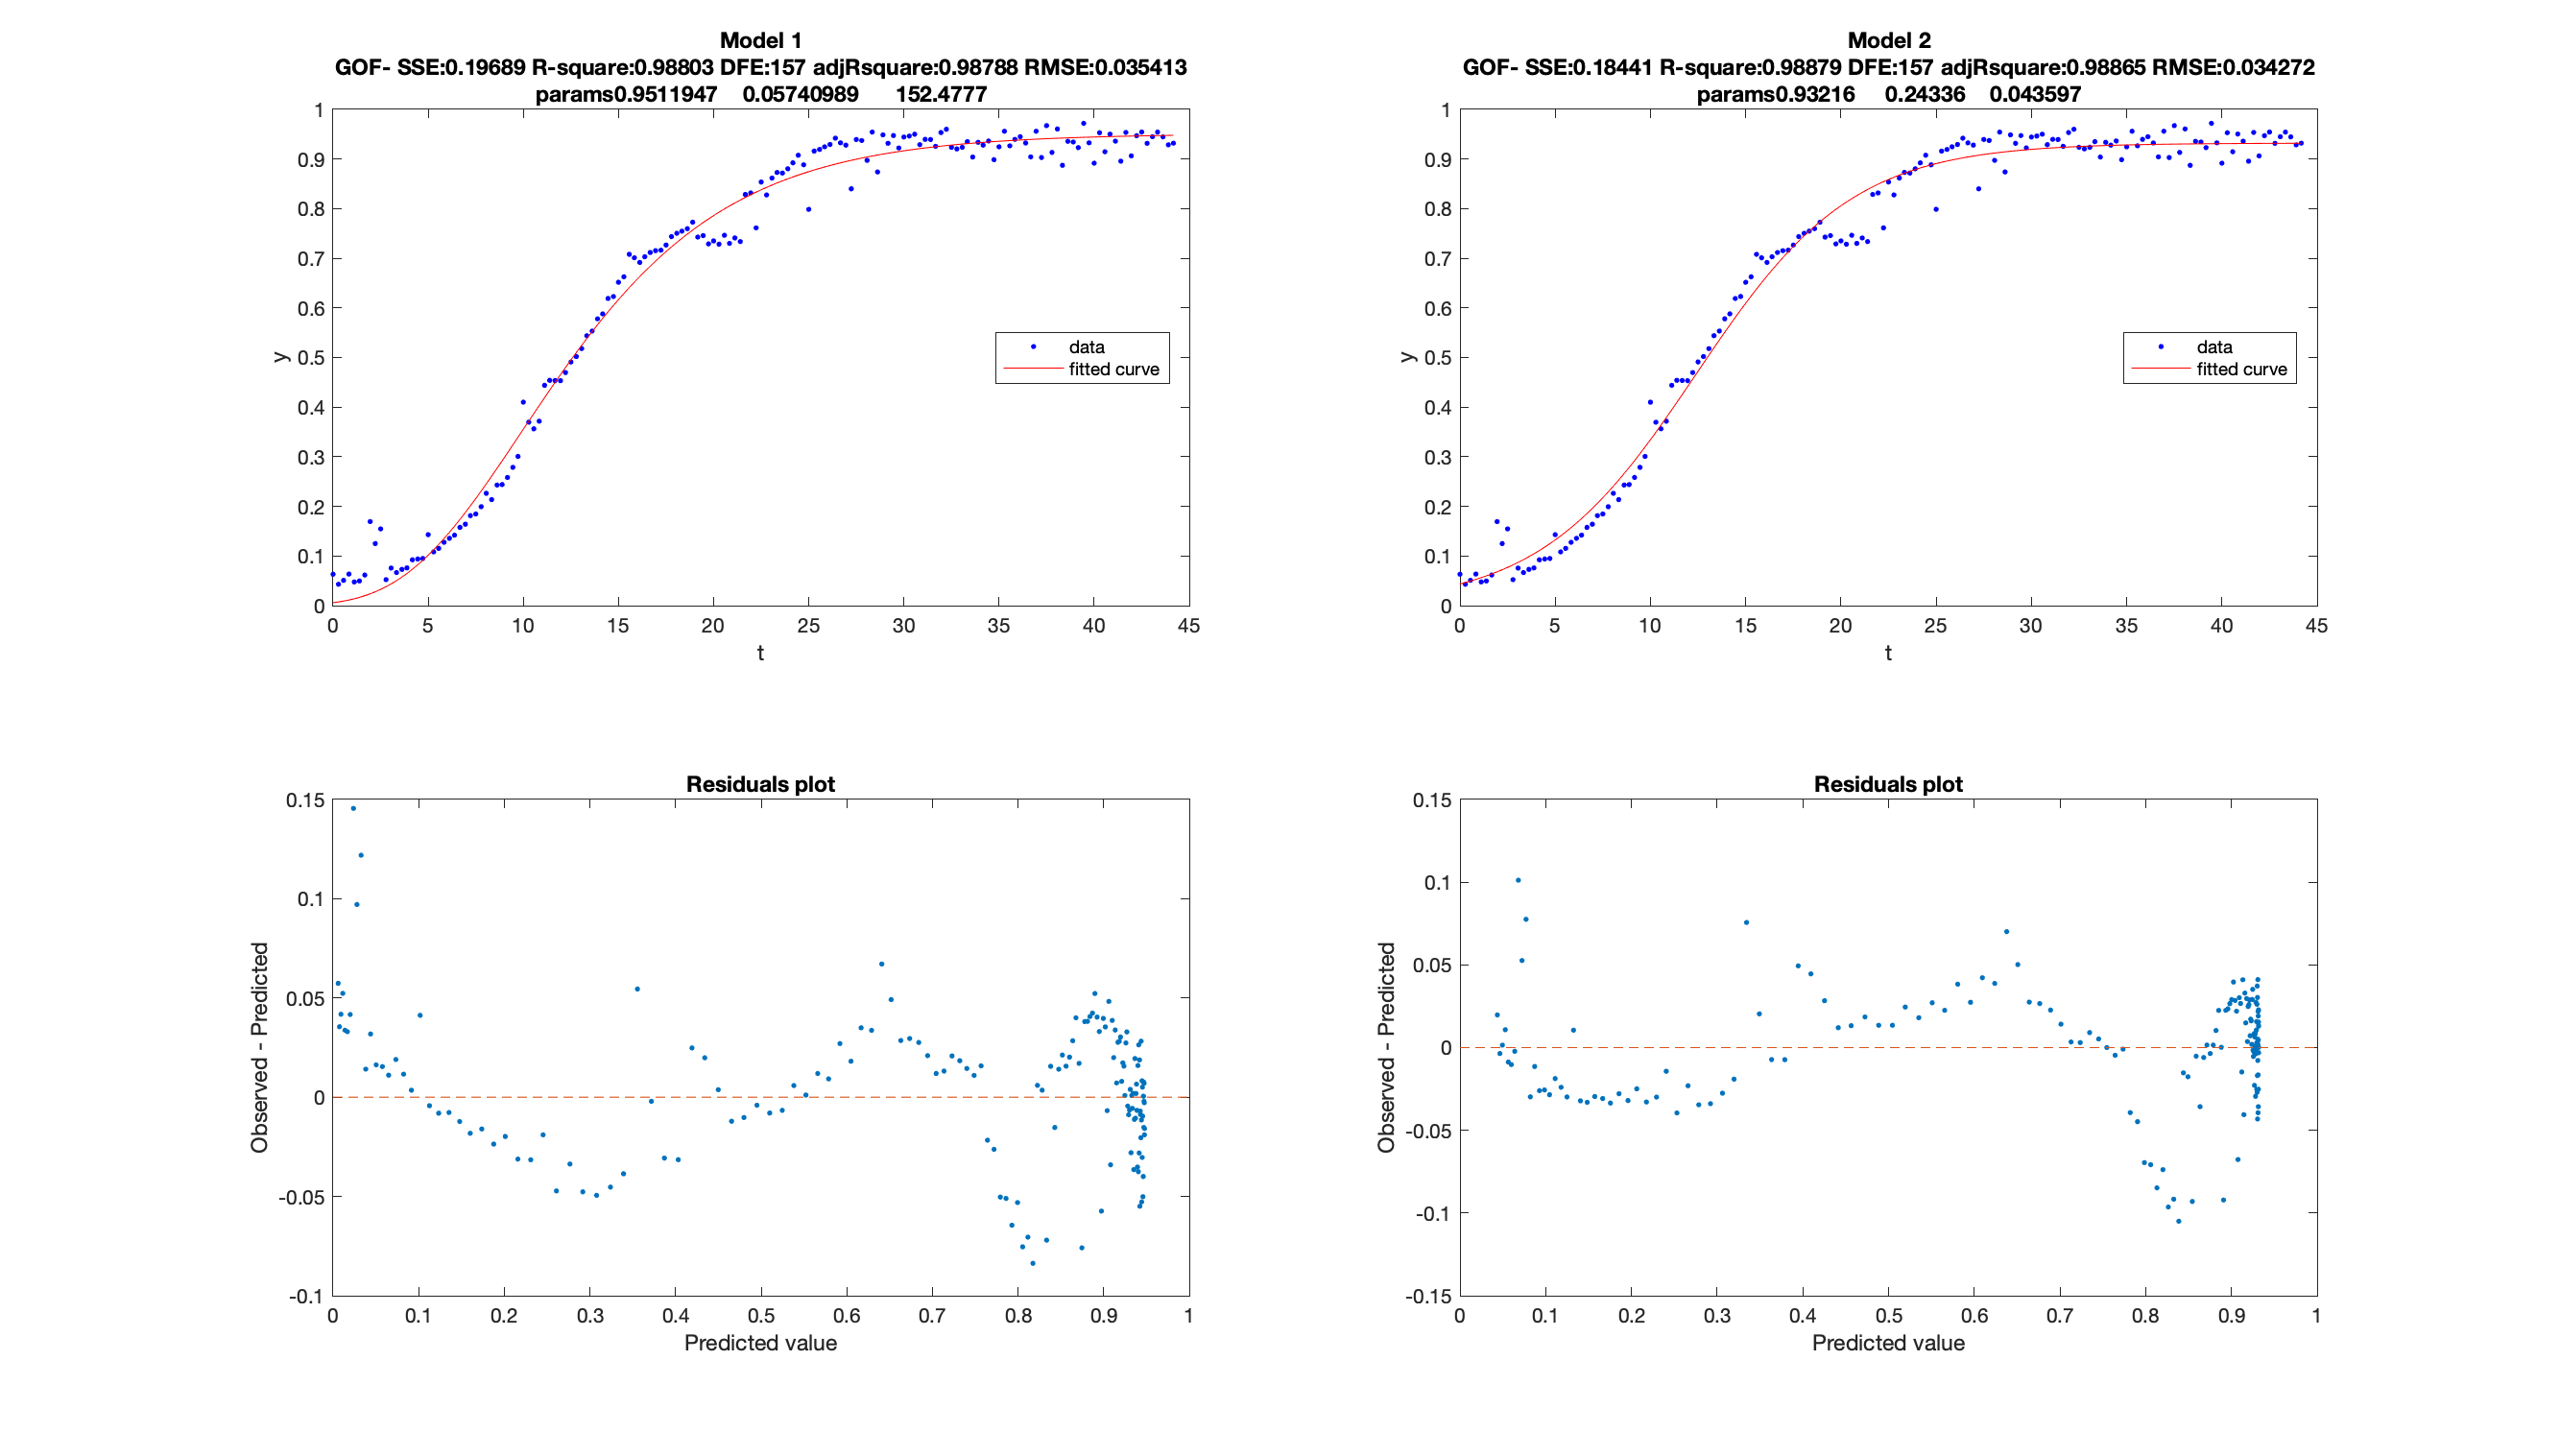 Model 1
GOF- SSE:0.19689 R-square:0.98803 DFE:157 adjRsquare:0.98788 RMSE:0.035413
params0.9511947 0.05740989 152.4777
1
0.9
0.8
0.7
0.6
0.5
0.4
0.3
0.2
0.1
0
y
data
fitted curve
0 5 10 15 20 25 30 35 40 45
t
Model 2
GOF- SSE:0.18441 R-square:0.98879 DFE:157 adjRsquare:0.98865 RMSE:0.034272
params0.93216 0.24336 0.043597
1
0.9
0.8
0.7
0.6
0.5
0.4
0.3
0.2
0.1
0
y
data
fitted curve
0 5 10 15 20 25 30 35 40 45
t
Residuals plot
0.15
0.1
0.05
0
-0.05
-0.1
Observed - Predicted
0 0.1 0.2 0.3 0.4 0.5 0.6 0.7 0.8 0.9 1
Predicted value
Residuals plot
0.15
0.1
0.05
0
-0.05
-0.1
-0.15
Observed - Predicted
0 0.1 0.2 0.3 0.4 0.5 0.6 0.7 0.8 0.9 1
Predicted value